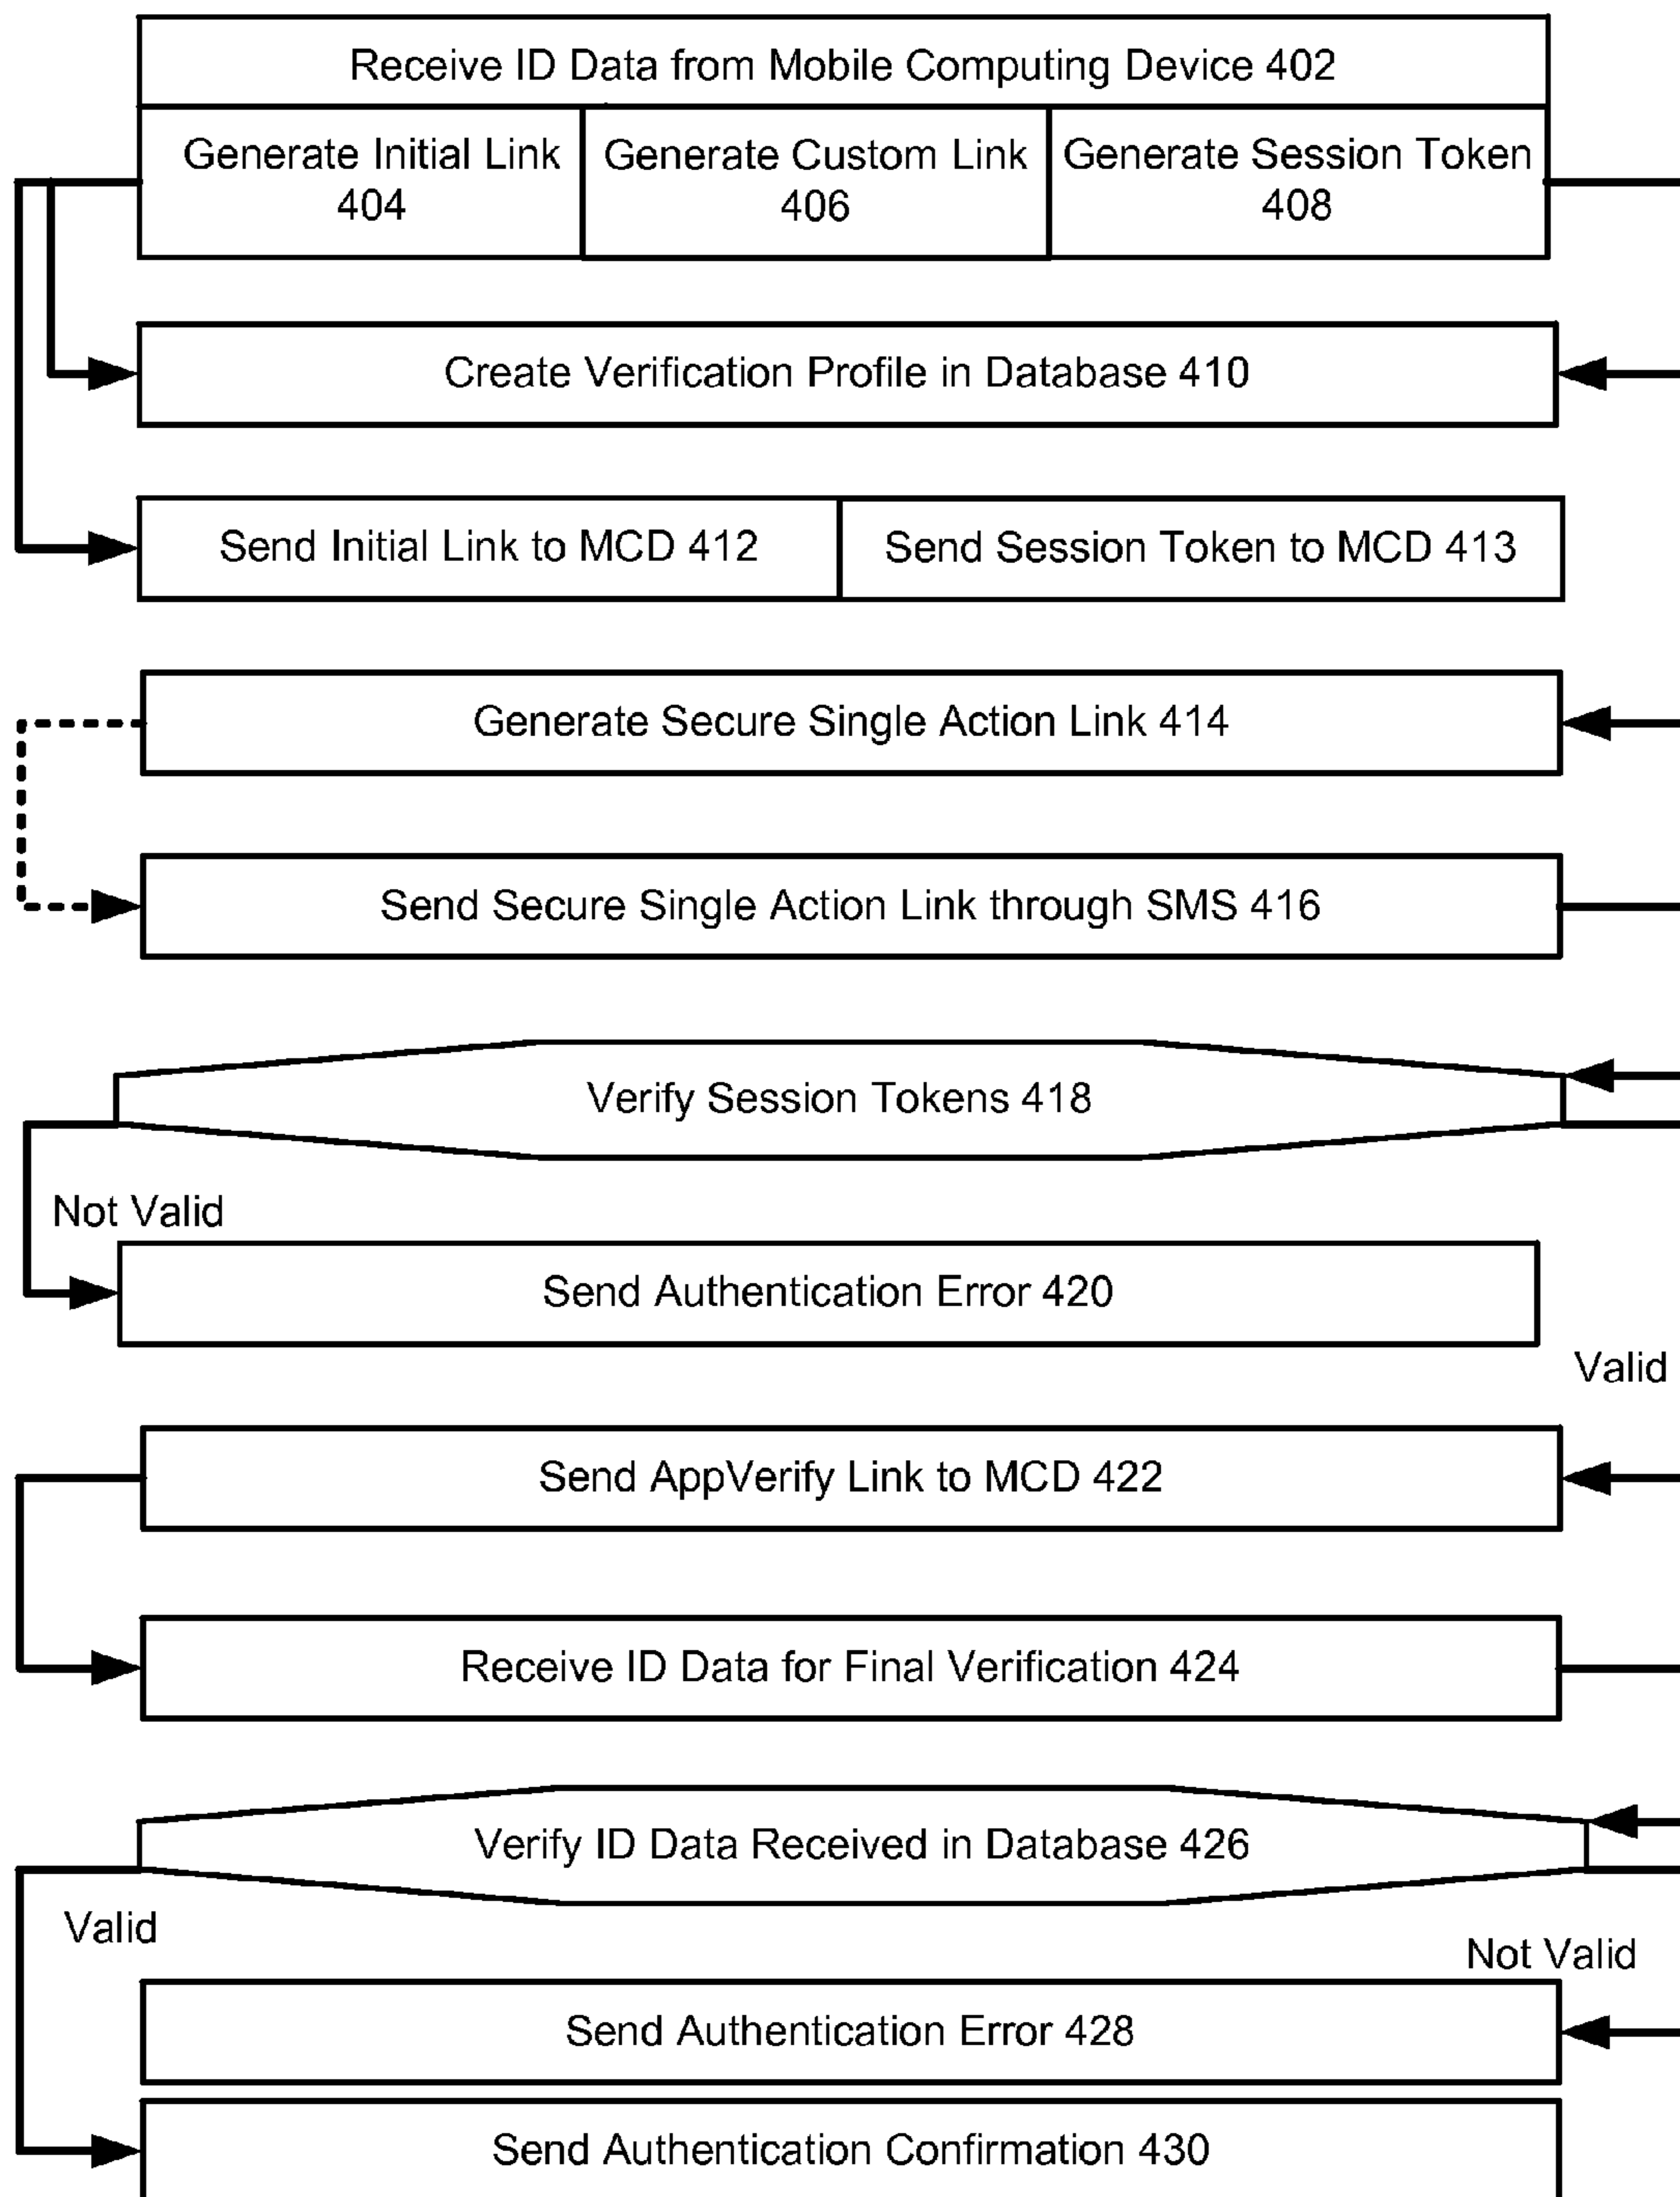 Receive ID Data from Mobile Computing Device 402
Generate Initial Link
404
Generate Custom Link
406
Generate Session Token
408
Create Verification Profile in Database 410
Send Initial Link to MCD 412
Send Session Token to MCD 413
Generate Secure Single Action Link 414
Send Secure Single Action Link through SMS 416
Verify Session Tokens 418
Not Valid
Send Authentication Error 420
Valid
Send AppVerify Link to MCD 422
Receive ID Data for Final Verification 424
Verify ID Data Received in Database 426
Valid
Not Valid
Send Authentication Error 428
Send Authentication Confirmation 430